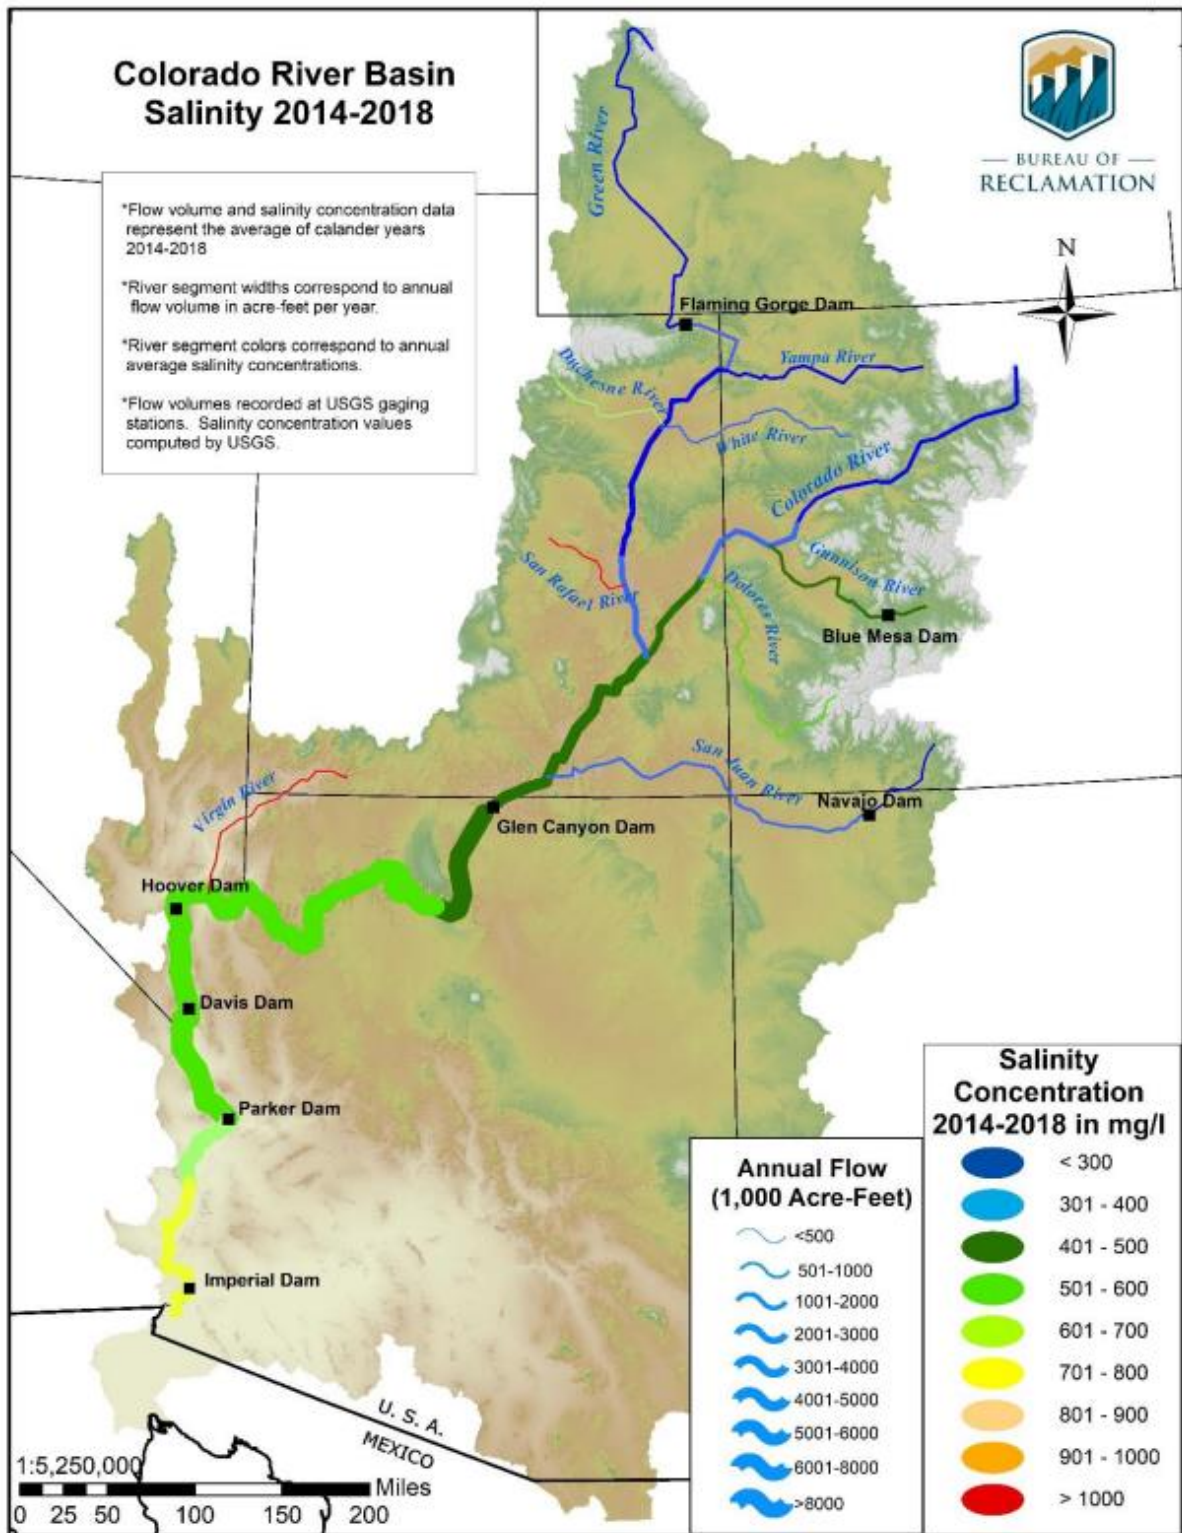 Colorado River Basin
Salinity 2014-2018
BUREAU OF
RECLAMATION
*Flow volume and salinity concentration data
represent the average of calander years
2014-2018
*River segment widths correspond to annual
flow volume in acre-feet per year.
*River segment colors correspond to annual
average salinity concentrations.
*Flow volumes recorded at USGS gaging
stations. Salinity concentration values
computed by USGS.
N
Green River
Flaming Gorge Dam
Duchesne River
Yampa River
White River
Colorado River
San Rafael River
Gunnison River
Dolores River
Blue Mesa Dam
San Juan River
Virgin River
Navajo Dam
Glen Canyon Dam
Hoover Dam
Davis Dam
Parker Dam
Imperial Dam
U. S. A.
MEXICO
1:5,250,000
Miles
0 25 50 100 150 200
Annual Flow
(1,000 Acre-Feet)
<500
501-1000
1001-2000
2001-3000
3001-4000
4001-5000
5001-6000
6001-8000
>8000
Salinity
Concentration
2014-2018 in mg/l
< 300
301 - 400
401 - 500
501 - 600
601 - 700
701 - 800
801 - 900
901 - 1000
> 1000